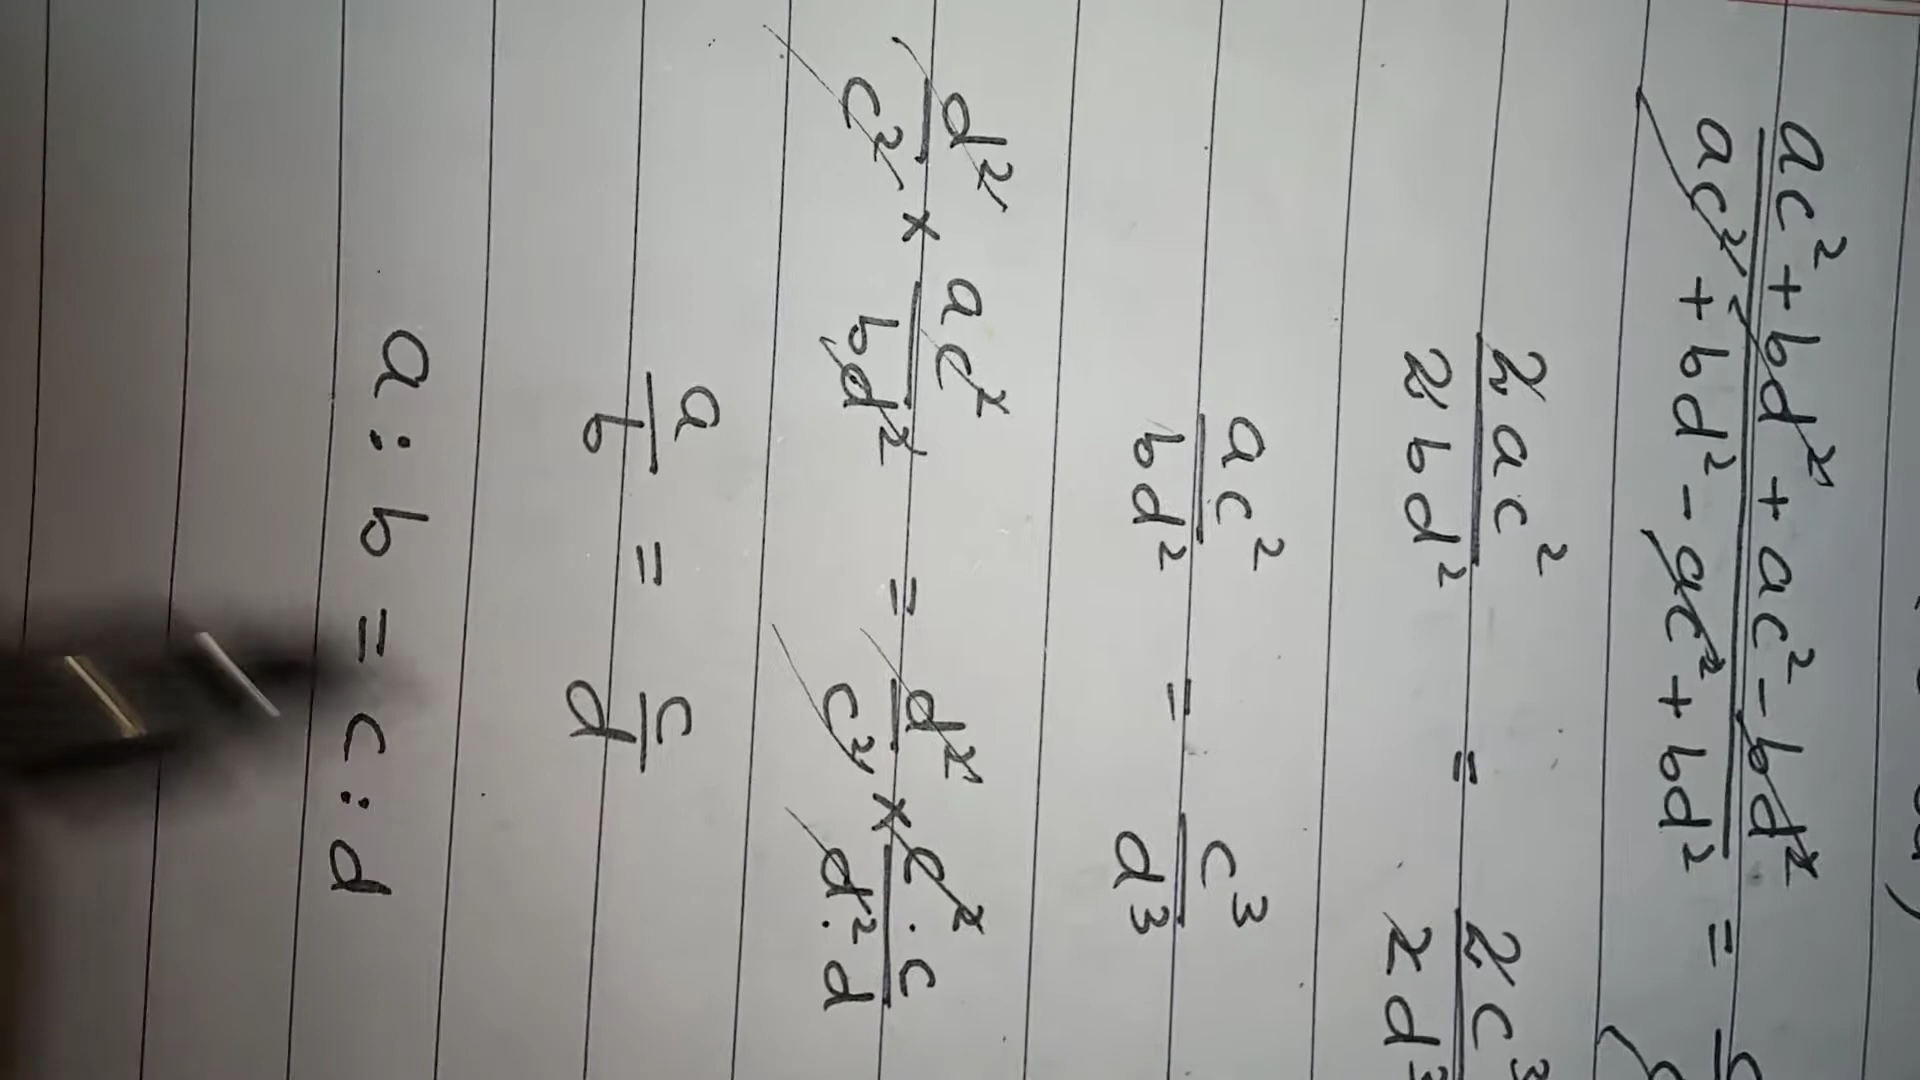 (ac² + bd² + ac² - bd²)/(ac² + bd² - ac² + bd²) =
2ac²/2bd² = 2c³/2d³
ac²/bd² = c³/d³
d²/c² × ac²/bd² = d²/c² × c².c/d².d
a/b = c/d
a : b = c : d